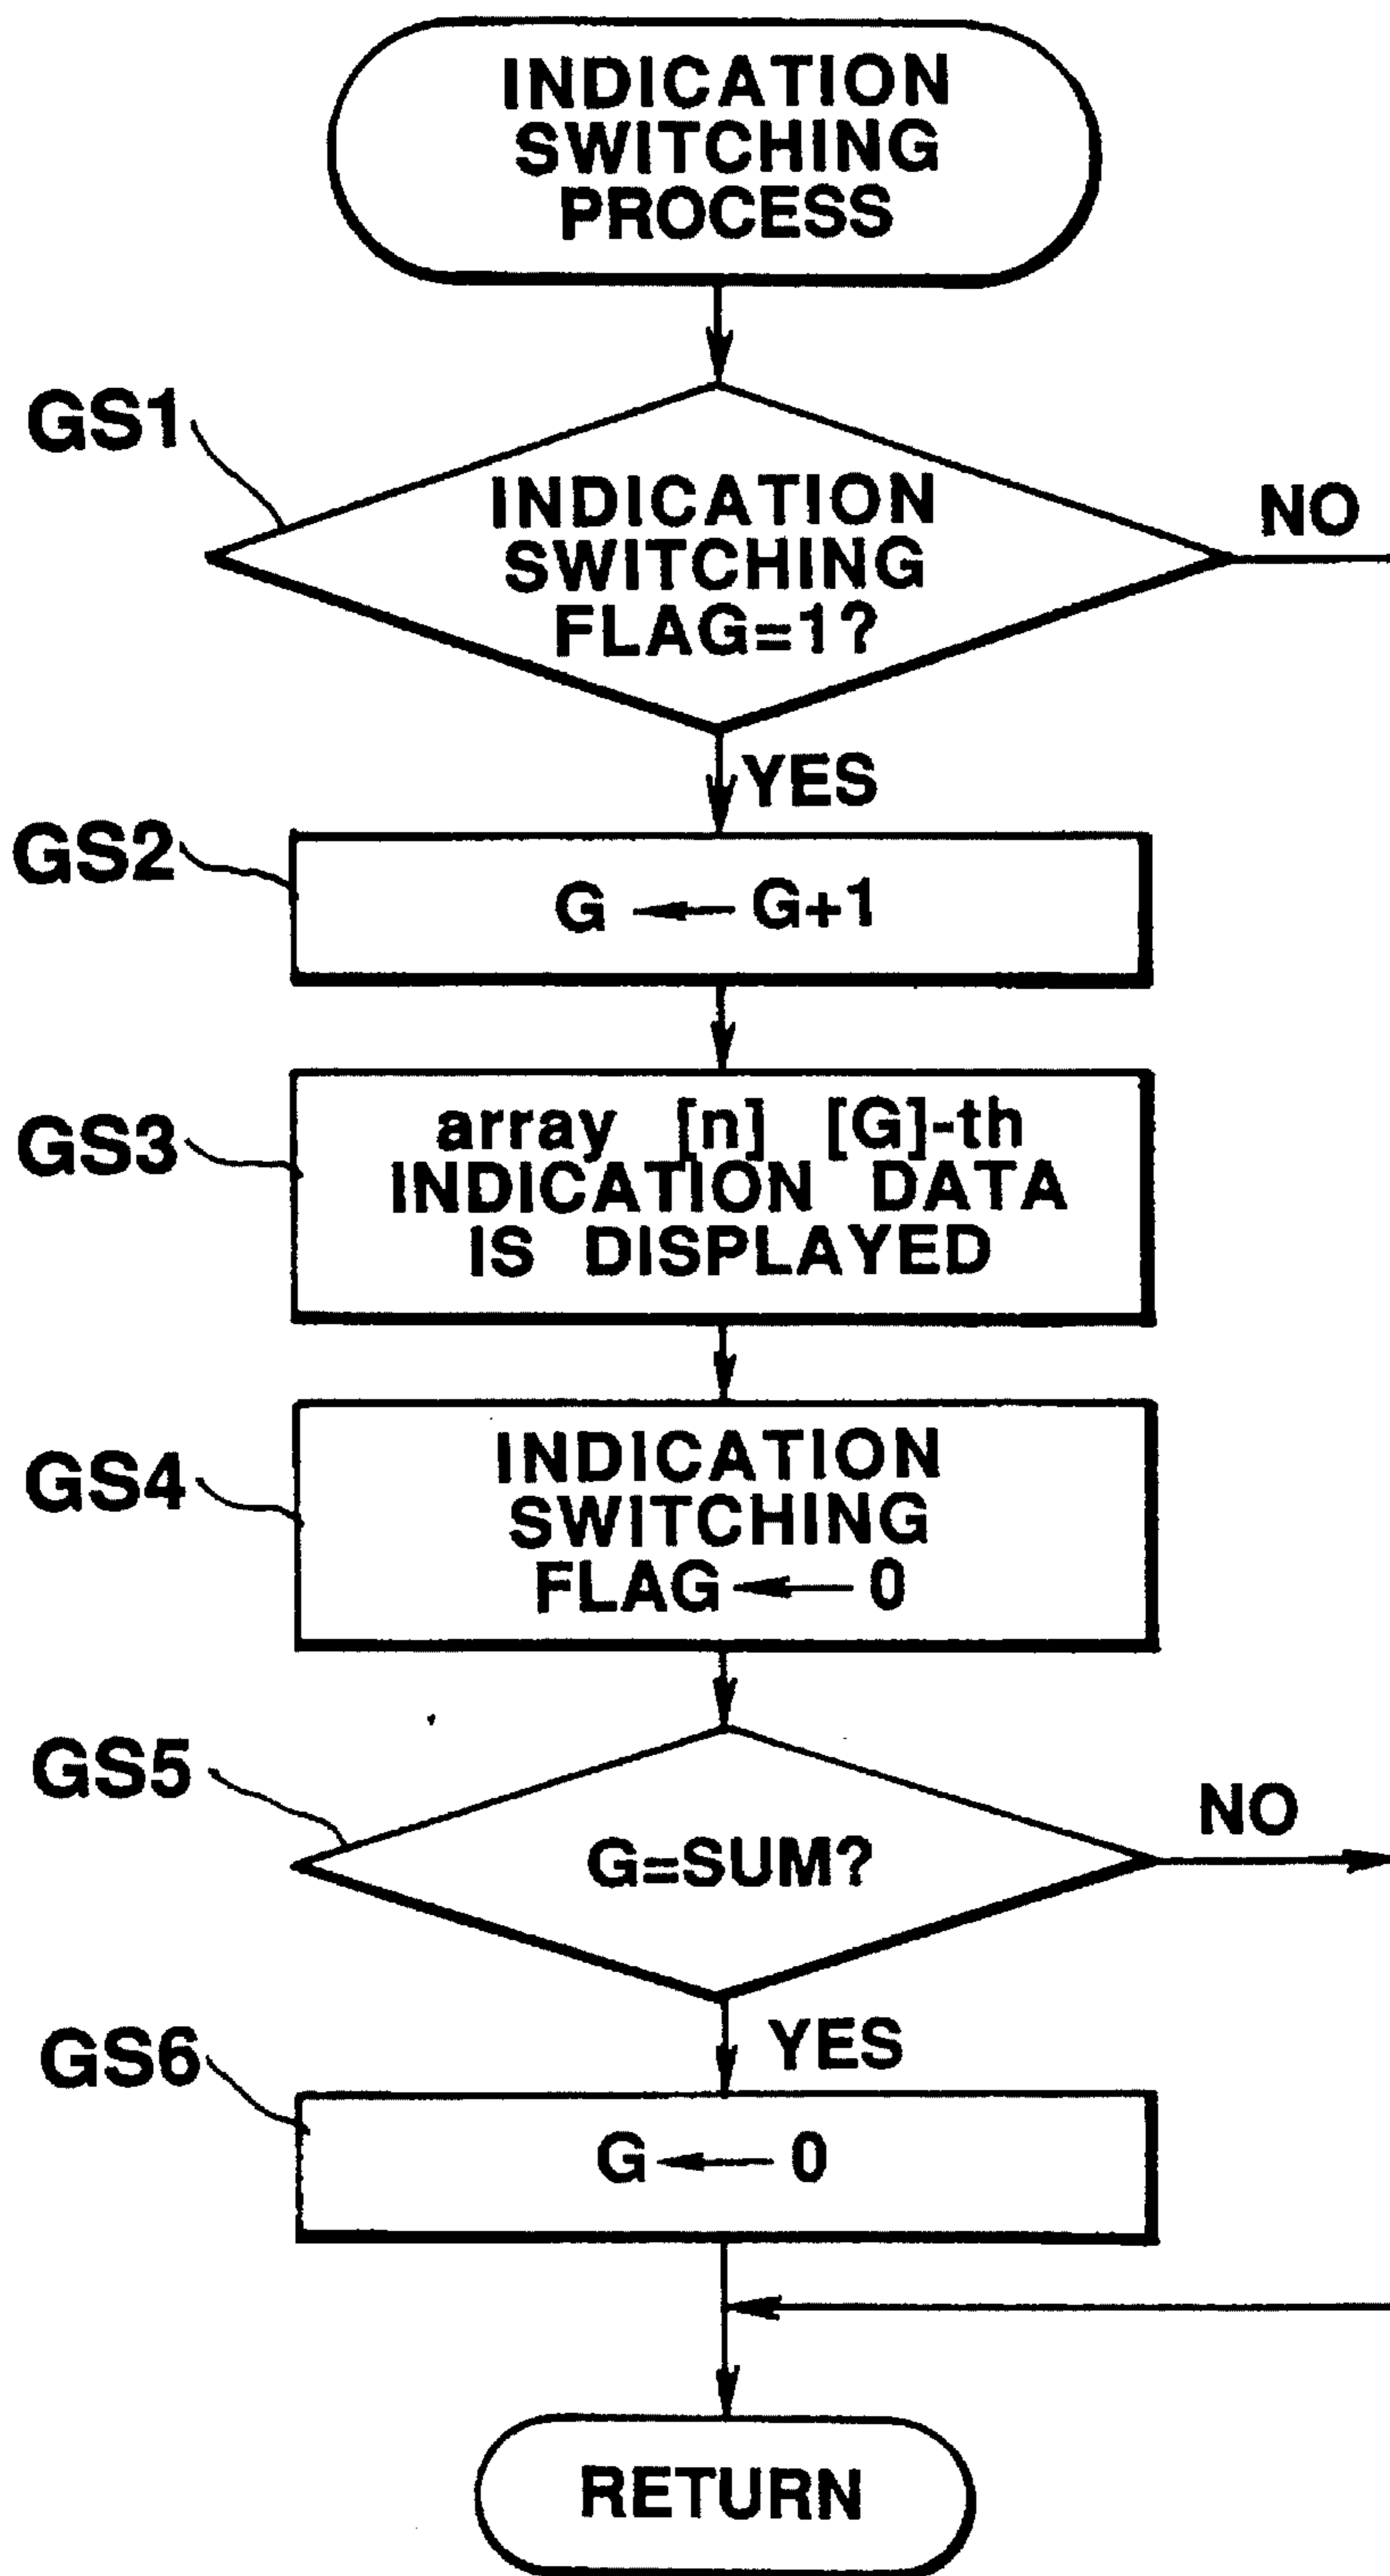 INDICATION
SWITCHING
PROCESS
GS1
INDICATION
SWITCHING
FLAG=1?
NO
YES
GS2
G ← G+1
GS3
array [n] [G]-th
INDICATION DATA
IS DISPLAYED
GS4
INDICATION
SWITCHING
FLAG ← 0
GS5
G=SUM?
NO
YES
GS6
G ← 0
RETURN